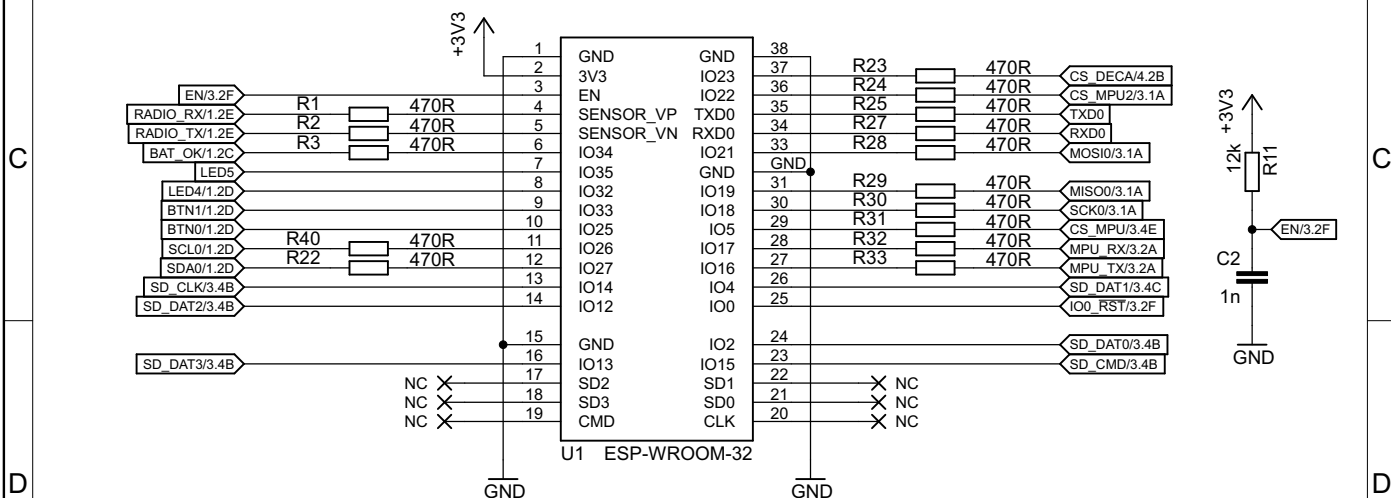 +3V3
1 GND GND 38
2 3V3 IO23 37 R23 470R CS_DECA/4.2B
EN/3.2F 3 EN IO22 36 R24 470R CS_MPU2/3.1A
RADIO_RX/1.2E R1 470R 4 SENSOR_VP TXD0 35 R25 470R TXD0
RADIO_TX/1.2E R2 470R 5 SENSOR_VN RXD0 34 R27 470R RXD0
BAT_OK/1.2C R3 470R 6 IO34 IO21 33 R28 470R MOSI0/3.1A
LED5 7 IO35 GND GND
LED4/1.2D 8 IO32 IO19 31 R29 470R MISO0/3.1A
BTN1/1.2D 9 IO33 IO18 30 R30 470R SCK0/3.1A
BTN0/1.2D 10 IO25 IO5 29 R31 470R CS_MPU/3.4E
SCL0/1.2D R40 470R 11 IO26 IO17 28 R32 470R MPU_RX/3.2A
SDA0/1.2D R22 470R 12 IO27 IO16 27 R33 470R MPU_TX/3.2A
SD_CLK/3.4B 13 IO14 IO4 26 SD_DAT1/3.4C
SD_DAT2/3.4B 14 IO12 IO0 25 IO0_RST/3.2F
15 GND IO2 24 SD_DAT0/3.4B
SD_DAT3/3.4B 16 IO13 IO15 23 SD_CMD/3.4B
NC 17 SD2 SD1 22 NC
NC 18 SD3 SD0 21 NC
NC 19 CMD CLK 20 NC
U1 ESP-WROOM-32
GND GND
+3V3
12k R11
EN/3.2F
C2
1n
GND
C C
D D